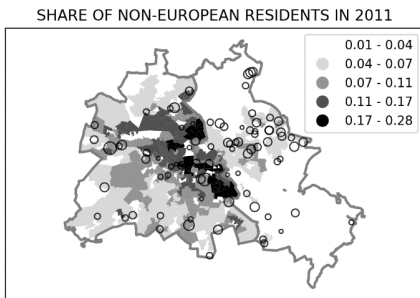 SHARE OF NON-EUROPEAN RESIDENTS IN 2011
0.01 - 0.04
0.04 - 0.07
0.07 - 0.11
0.11 - 0.17
0.17 - 0.28